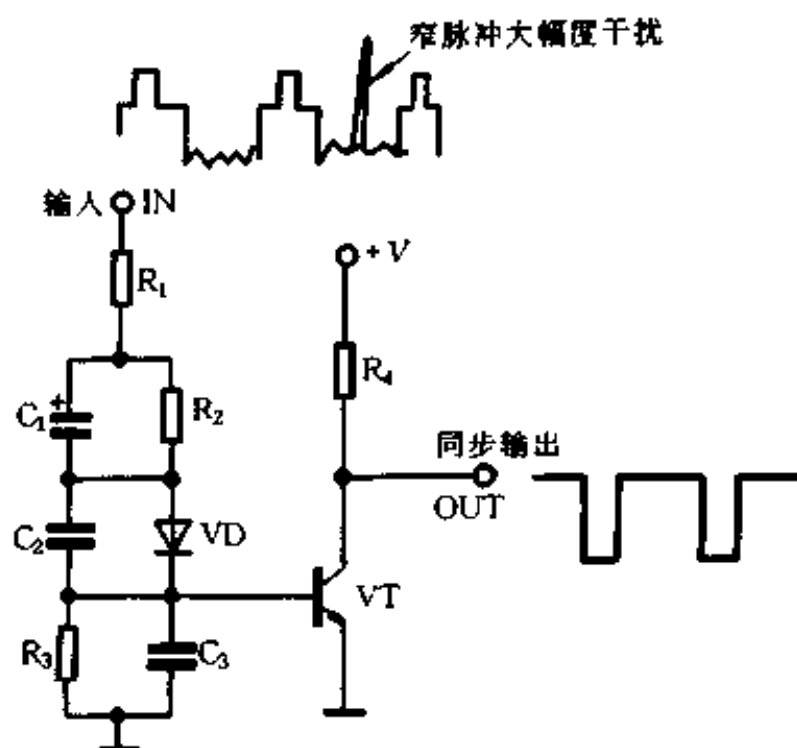 窄脉冲大幅度干扰
输人 IN
+V
R₁
R₄
C₁
+
R₂
同步输出
OUT
C₂
VD
VT
R₃
C₃